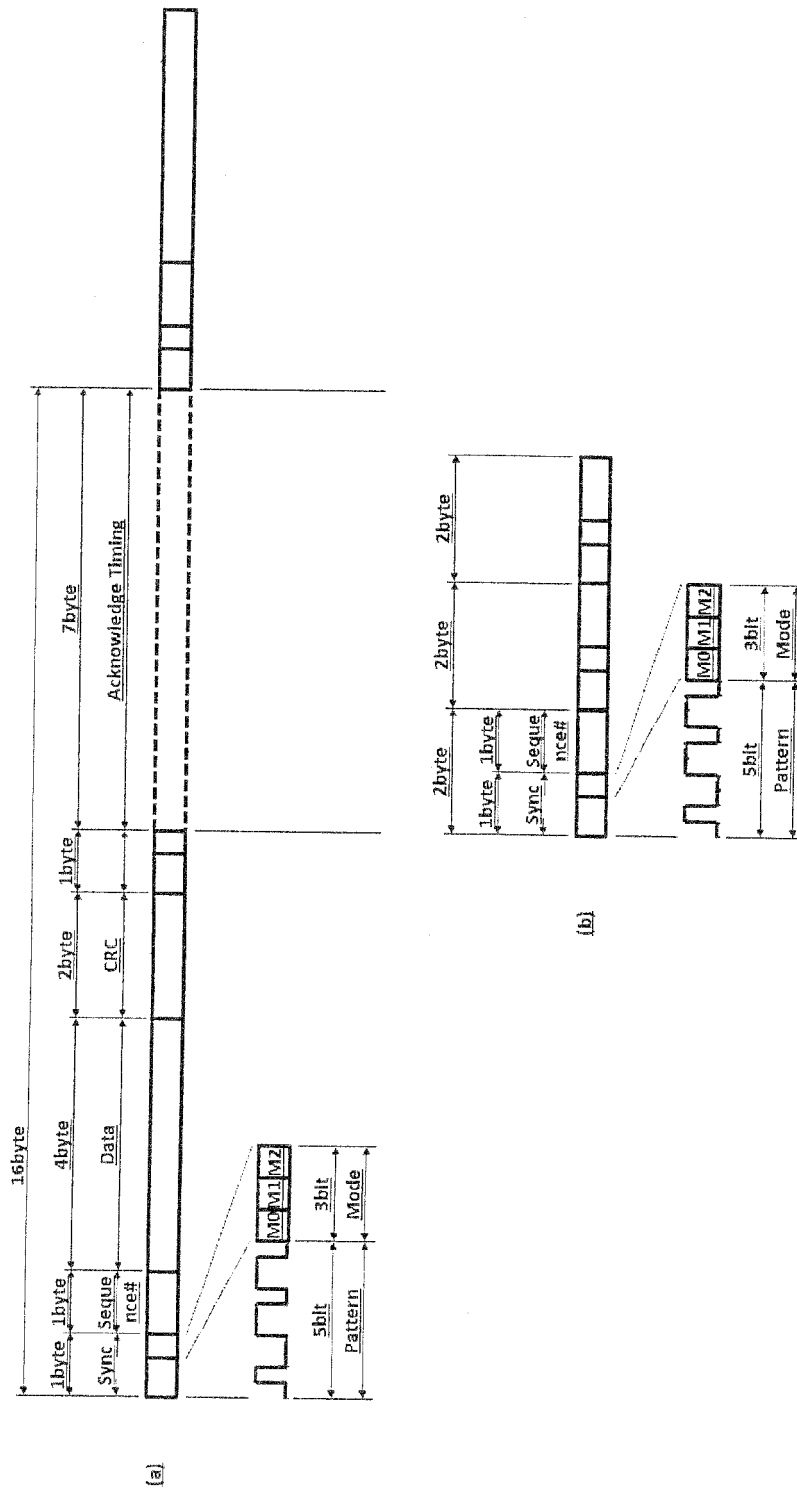 16byte
1byte 1byte 4byte 2byte 1byte 7byte
Sync Seque
nce# Data CRC Acknowledge Timing
M0 M1 M2
5bit 3bit
Pattern Mode
(a)
2byte 2byte 2byte
1byte 1byte
Sync Seque
nce#
M0 M1 M2
5bit 3bit
Pattern Mode
(b)